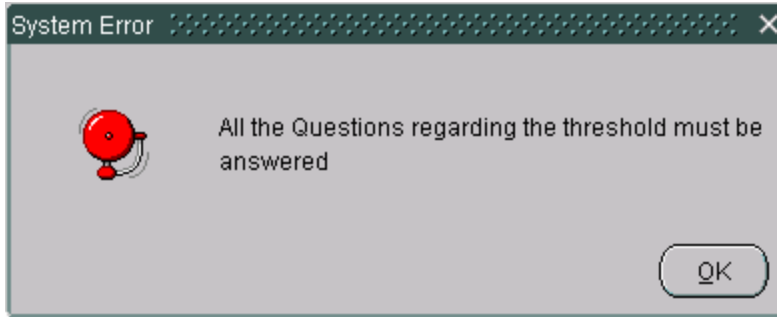 System Error
All the Questions regarding the threshold must be
answered
OK